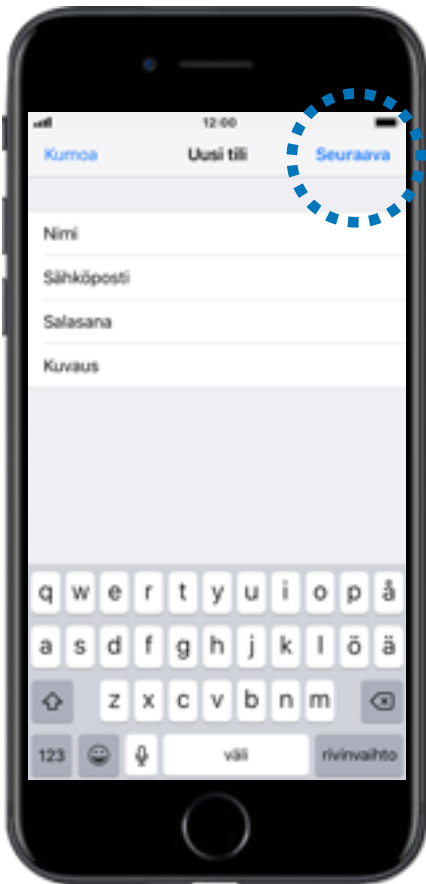 12:00
Kumoa Uusi tili Seuraava
Nimi
Sähköposti
Salasana
Kuvaus
q w e r t y u i o p å
a s d f g h j k l ö ä
z x c v b n m
123 väli rivinvaihto